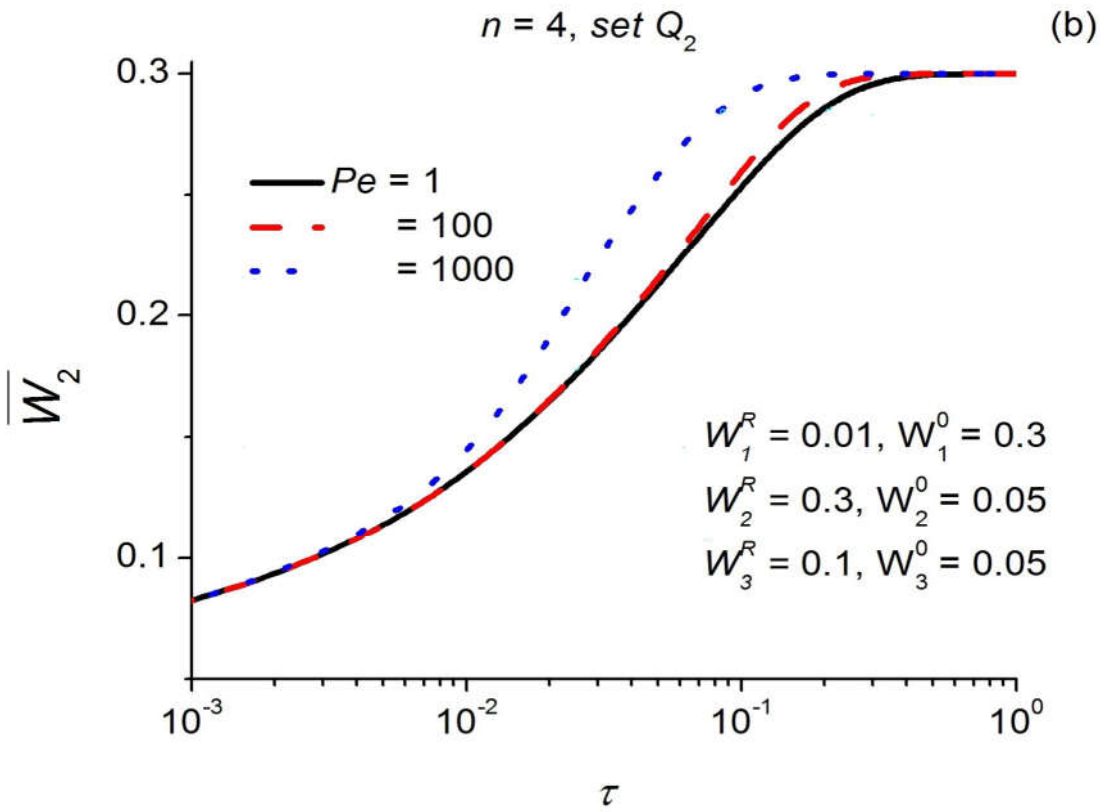 n = 4, set Q₂
(b)
0.3
0.2
0.1
W̅₂
Pe = 1
= 100
= 1000
W₁ᴿ = 0.01, W₁⁰ = 0.3
W₂ᴿ = 0.3, W₂⁰ = 0.05
W₃ᴿ = 0.1, W₃⁰ = 0.05
10⁻³ 10⁻² 10⁻¹ 10⁰
τ